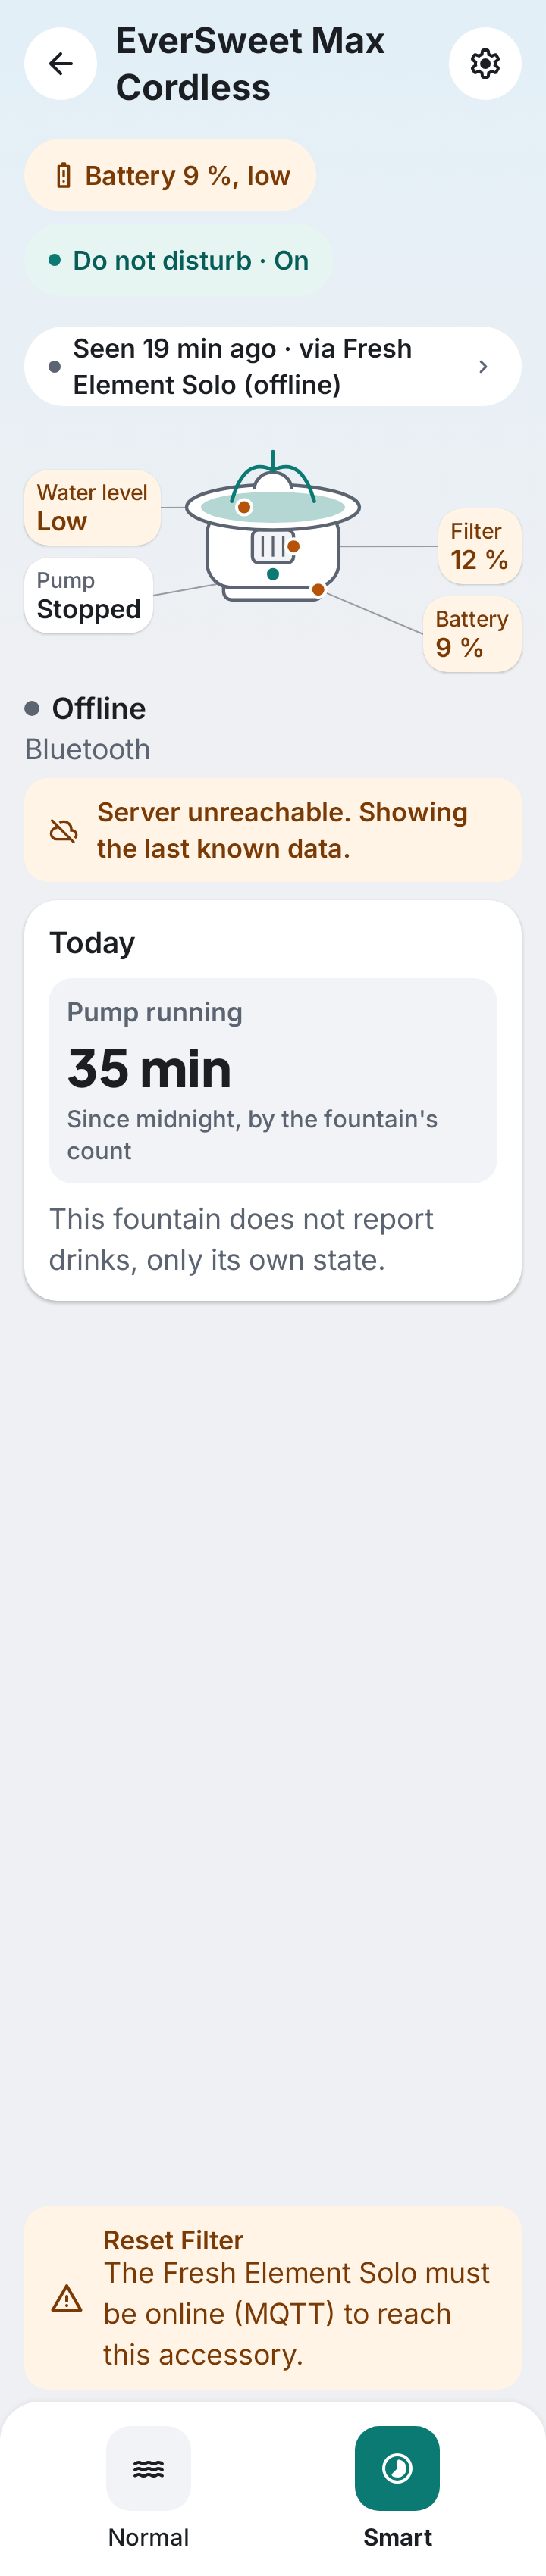 EverSweet Max
Cordless
Battery 9 %, low
Do not disturb · On
Seen 19 min ago · via Fresh
Element Solo (offline)
Water level
Low
Filter
12 %
Pump
Stopped
Battery
9 %
Offline
Bluetooth
Server unreachable. Showing
the last known data.
Today
Pump running
35 min
Since midnight, by the fountain's
count
This fountain does not report
drinks, only its own state.
Reset Filter
The Fresh Element Solo must
be online (MQTT) to reach
this accessory.
Normal
Smart